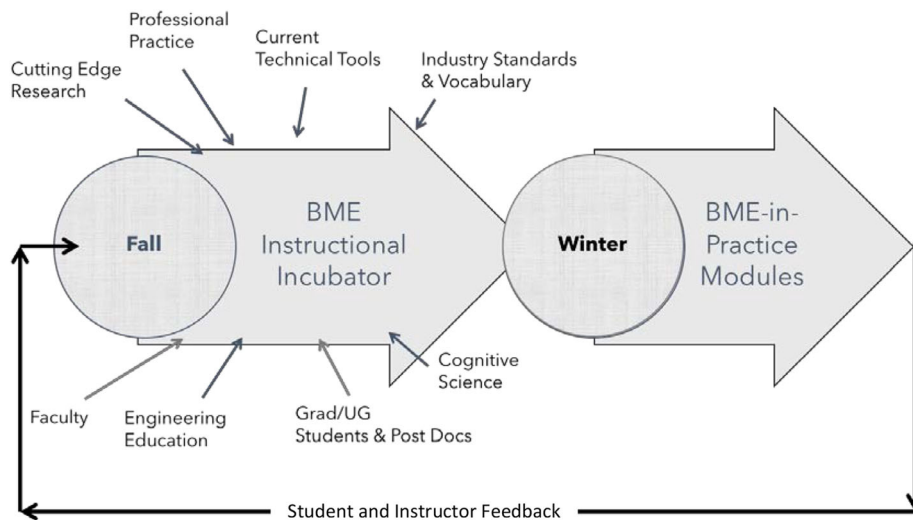 Professional
Practice
Current
Technical Tools
Industry Standards
& Vocabulary
Cutting Edge
Research
Fall
BME
Instructional
Incubator
Winter
BME-in-
Practice
Modules
Cognitive
Science
Faculty
Engineering
Education
Grad/UG
Students & Post Docs
Student and Instructor Feedback